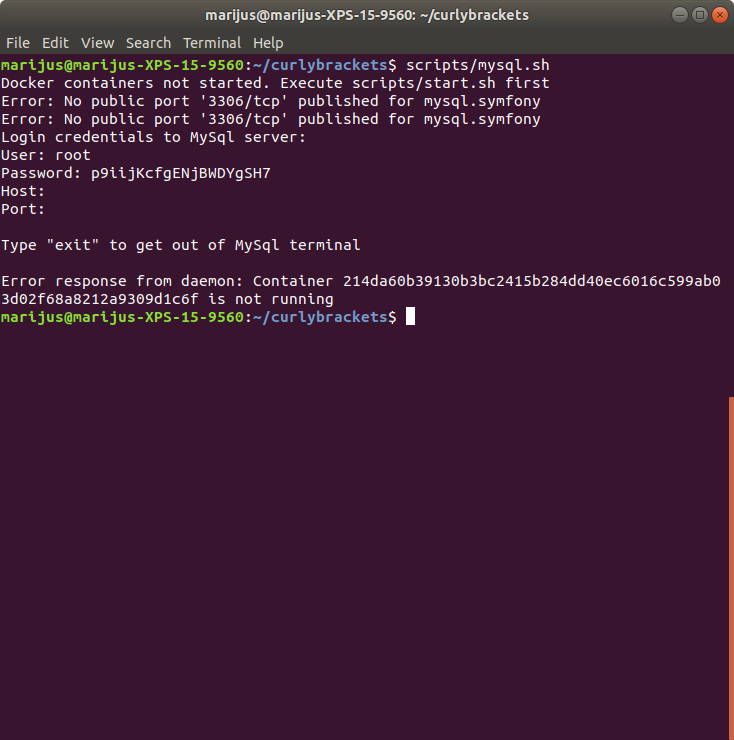 marijus@marijus-XPS-15-9560: ~/curlybrackets
File Edit View Search Terminal Help
marijus@marijus-XPS-15-9560:~/curlybrackets$ scripts/mysql.sh
Docker containers not started. Execute scripts/start.sh first
Error: No public port '3306/tcp' published for mysql.symfony
Error: No public port '3306/tcp' published for mysql.symfony
Login credentials to MySql server:
User: root
Password: p9iijKcfgENjBWDYgSH7
Host:
Port:
Type "exit" to get out of MySql terminal
Error response from daemon: Container 214da60b39130b3bc2415b284dd40ec6016c599ab0
3d02f68a8212a9309d1c6f is not running
marijus@marijus-XPS-15-9560:~/curlybrackets$